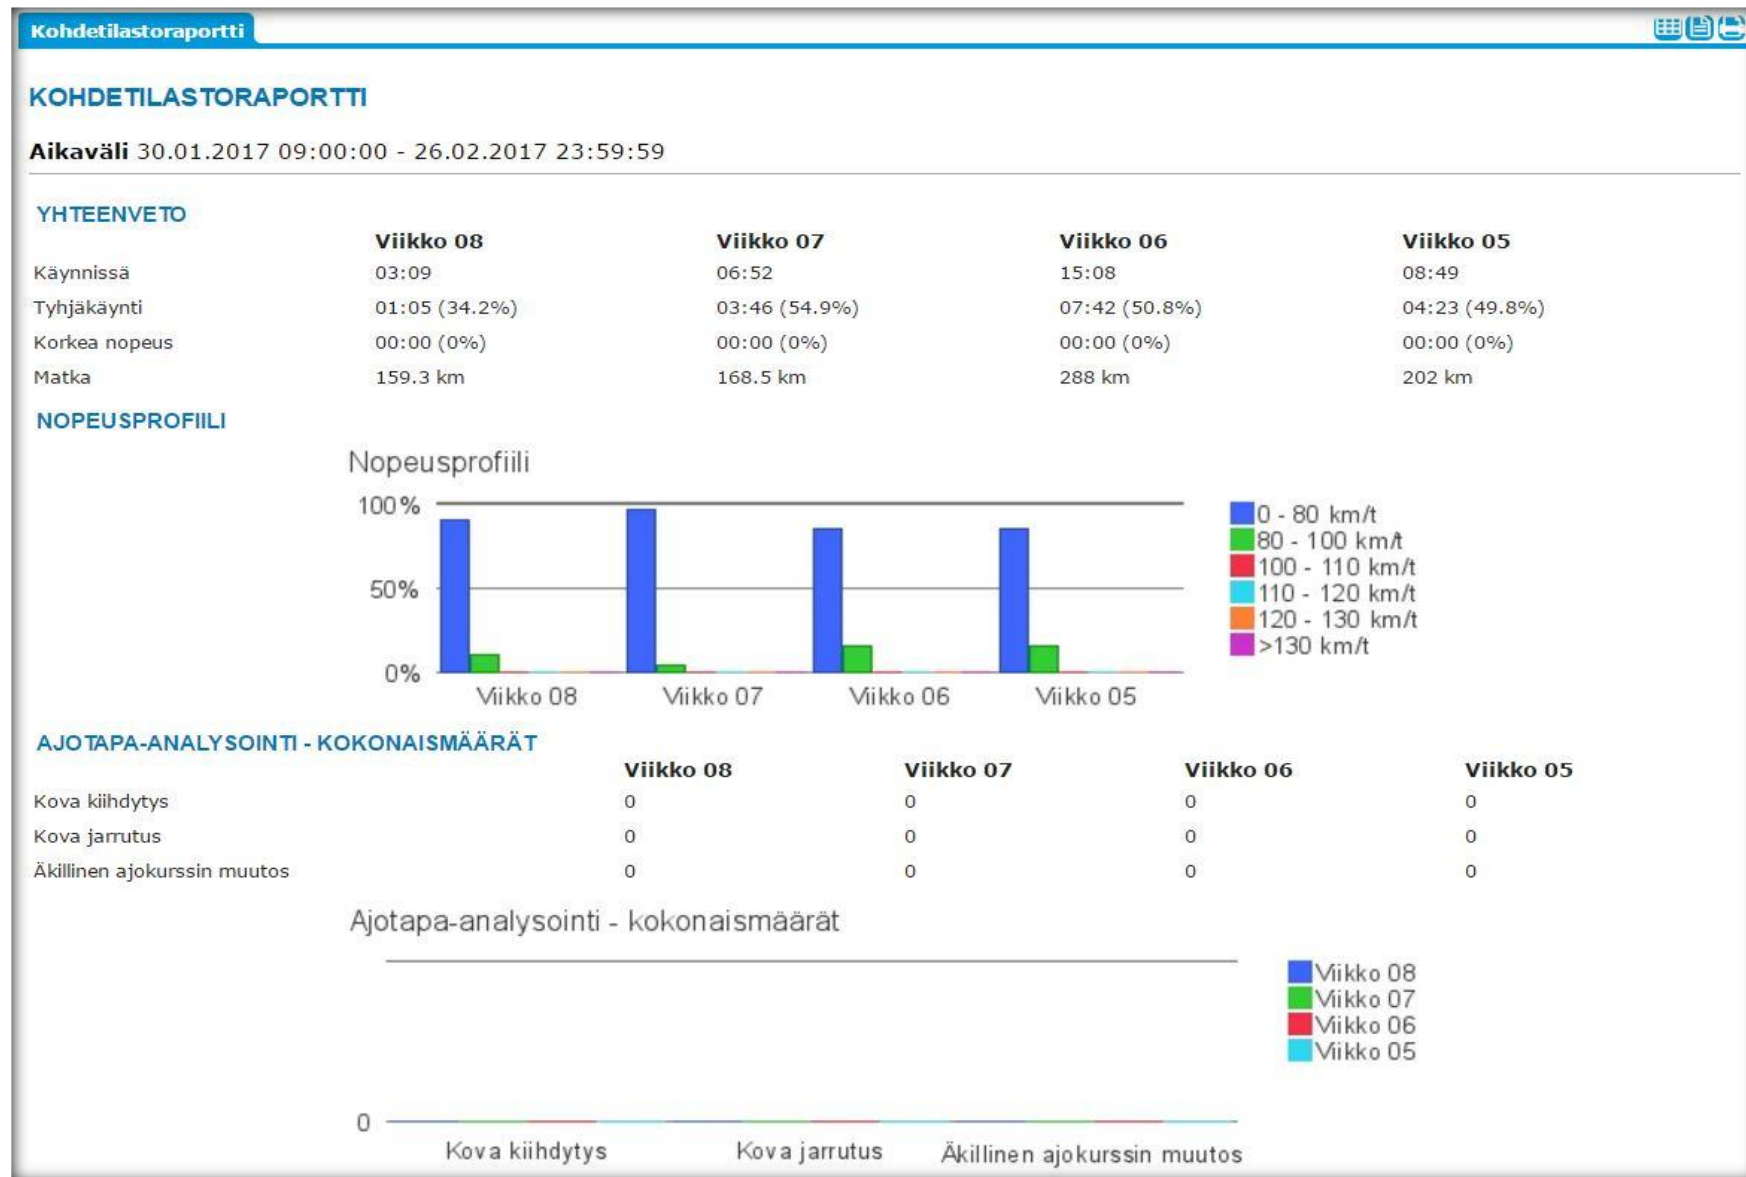 Kohdetilastoraportti
KOHDETILASTORAPORTTI
Aikaväli 30.01.2017 09:00:00 - 26.02.2017 23:59:59
YHTEENVETO
Viikko 08 Viikko 07 Viikko 06 Viikko 05
Käynnissä 03:09 06:52 15:08 08:49
Tyhjäkäynti 01:05 (34.2%) 03:46 (54.9%) 07:42 (50.8%) 04:23 (49.8%)
Korkea nopeus 00:00 (0%) 00:00 (0%) 00:00 (0%) 00:00 (0%)
Matka 159.3 km 168.5 km 288 km 202 km
NOPEUSPROFIILI
Nopeusprofiili
100%
50%
0%
Viikko 08 Viikko 07 Viikko 06 Viikko 05
0 - 80 km/t
80 - 100 km/t
100 - 110 km/t
110 - 120 km/t
120 - 130 km/t
>130 km/t
AJOTAPA-ANALYSOINTI - KOKONAISMÄÄRÄT
Viikko 08 Viikko 07 Viikko 06 Viikko 05
Kova kiihdytys 0 0 0 0
Kova jarrutus 0 0 0 0
Äkillinen ajokurssin muutos 0 0 0 0
Ajotapa-analysointi - kokonaismäärät
Viikko 08
Viikko 07
Viikko 06
Viikko 05
0
Kova kiihdytys Kova jarrutus Äkillinen ajokurssin muutos